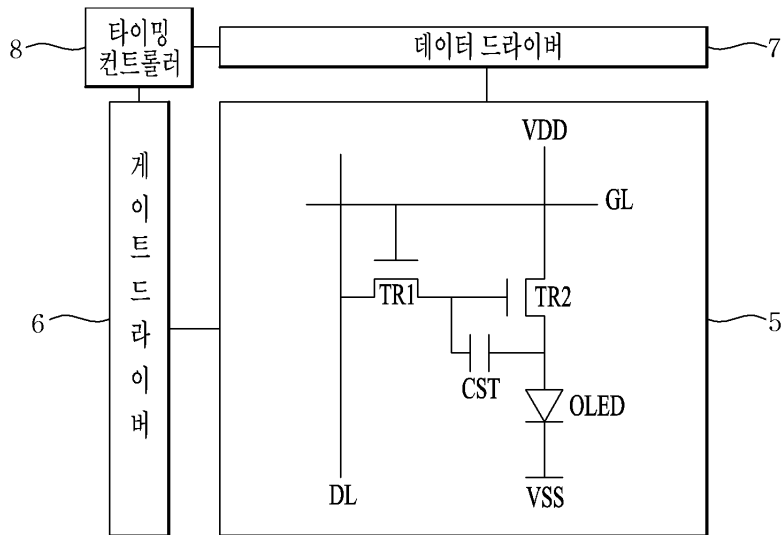 8
타이밍
컨트롤러
데이터 드라이버
7
게이트드라이버
6
VDD
GL
TR1
TR2
5
CST
OLED
DL
VSS